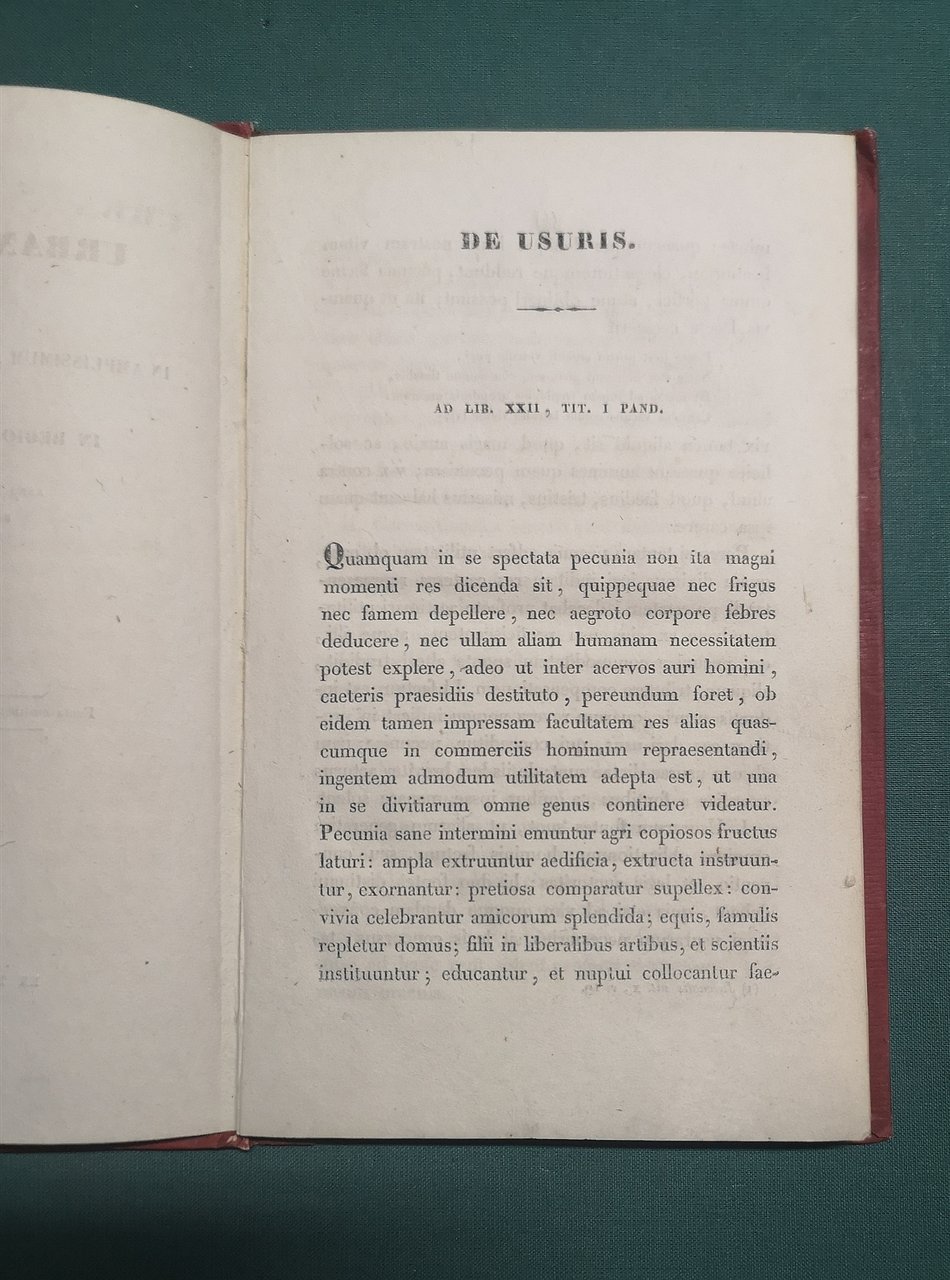 DE USURIS.
AD LIB. XXII, TIT. I PAND.
Quamquam in se spectata pecunia non ita magni
momenti res dicenda sit, quippequae nec frigus
nec famem depellere, nec aegroto corpore febres
deducere, nec ullam aliam humanam necessitatem
potest explere, adeo ut inter acervos auri homini,
caeteris praesidiis destituto, pereundum foret, ob
eidem tamen impressam facultatem res alias quas-
cumque in commerciis hominum repraesentandi,
ingentem admodum utilitatem adepta est, ut una
in se divitiarum omne genus continere videatur.
Pecunia sane intermini emuntur agri copiosos fructus
laturi: ampla extruuntur aedificia, extructa instruun-
tur, exornantur: pretiosa comparatur supellex: con-
vivia celebrantur amicorum splendida; equis, famulis
repletur domus; filii in liberalibus artibus, et scientiis
instituuntur; educantur, et nuptui collocantur fae-